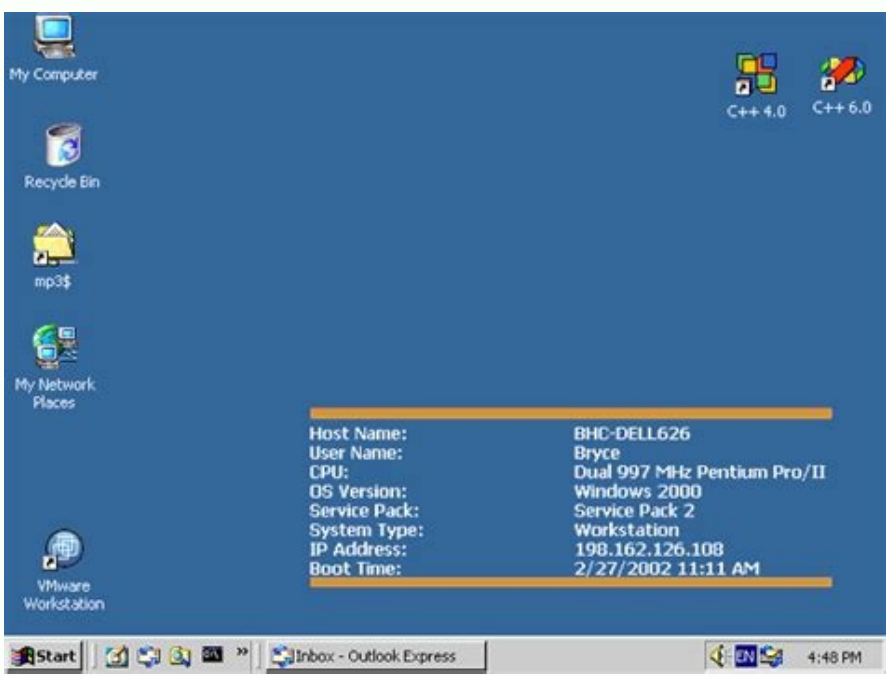 My Computer
C++ 4.0
C++ 6.0
Recycle Bin
mp3$
My Network
Places
Host Name: BHC-DELL626
User Name: Bryce
CPU: Dual 997 MHz Pentium Pro/II
OS Version: Windows 2000
Service Pack: Service Pack 2
System Type: Workstation
IP Address: 198.162.126.108
Boot Time: 2/27/2002 11:11 AM
VMware
Workstation
Start
»
Inbox - Outlook Express
EN
4:48 PM